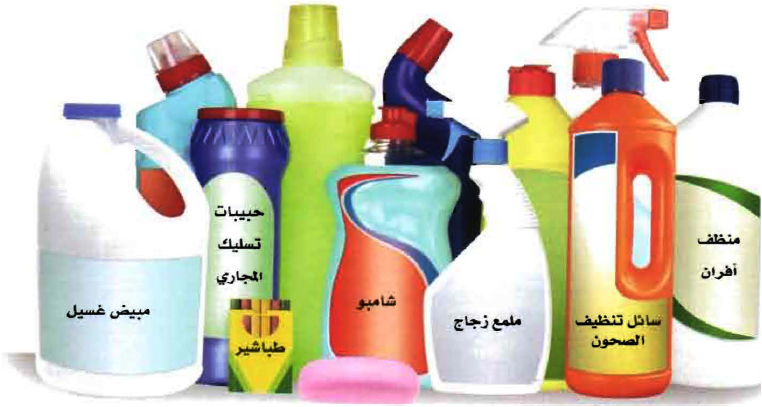 منظف
أفران
سائل تنظيف
الصحون
ملمع زجاج
شامبو
طباشير
حبيبات
تسليك
المجاري
مبيض غسيل